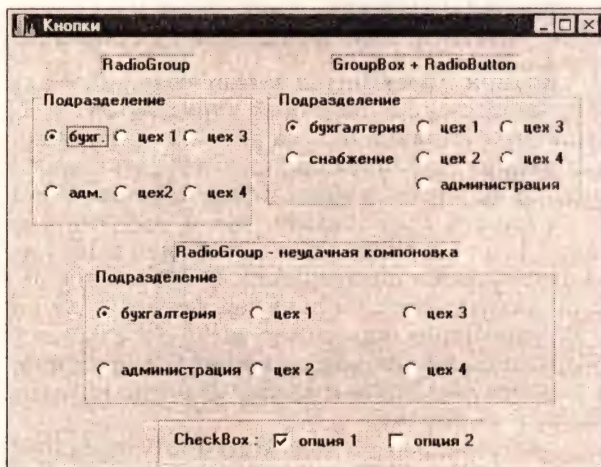 Кнопки
RadioGroup
Подразделение
бухг. цех 1 цех 3
адм. цех2 цех 4
GroupBox + RadioButton
Подразделение
бухгалтерия цех 1 цех 3
снабжение цех 2 цех 4
администрация
RadioGroup - неудачная компоновка
Подразделение
бухгалтерия цех 1 цех 3
администрация цех 2 цех 4
CheckBox : опция 1 опция 2